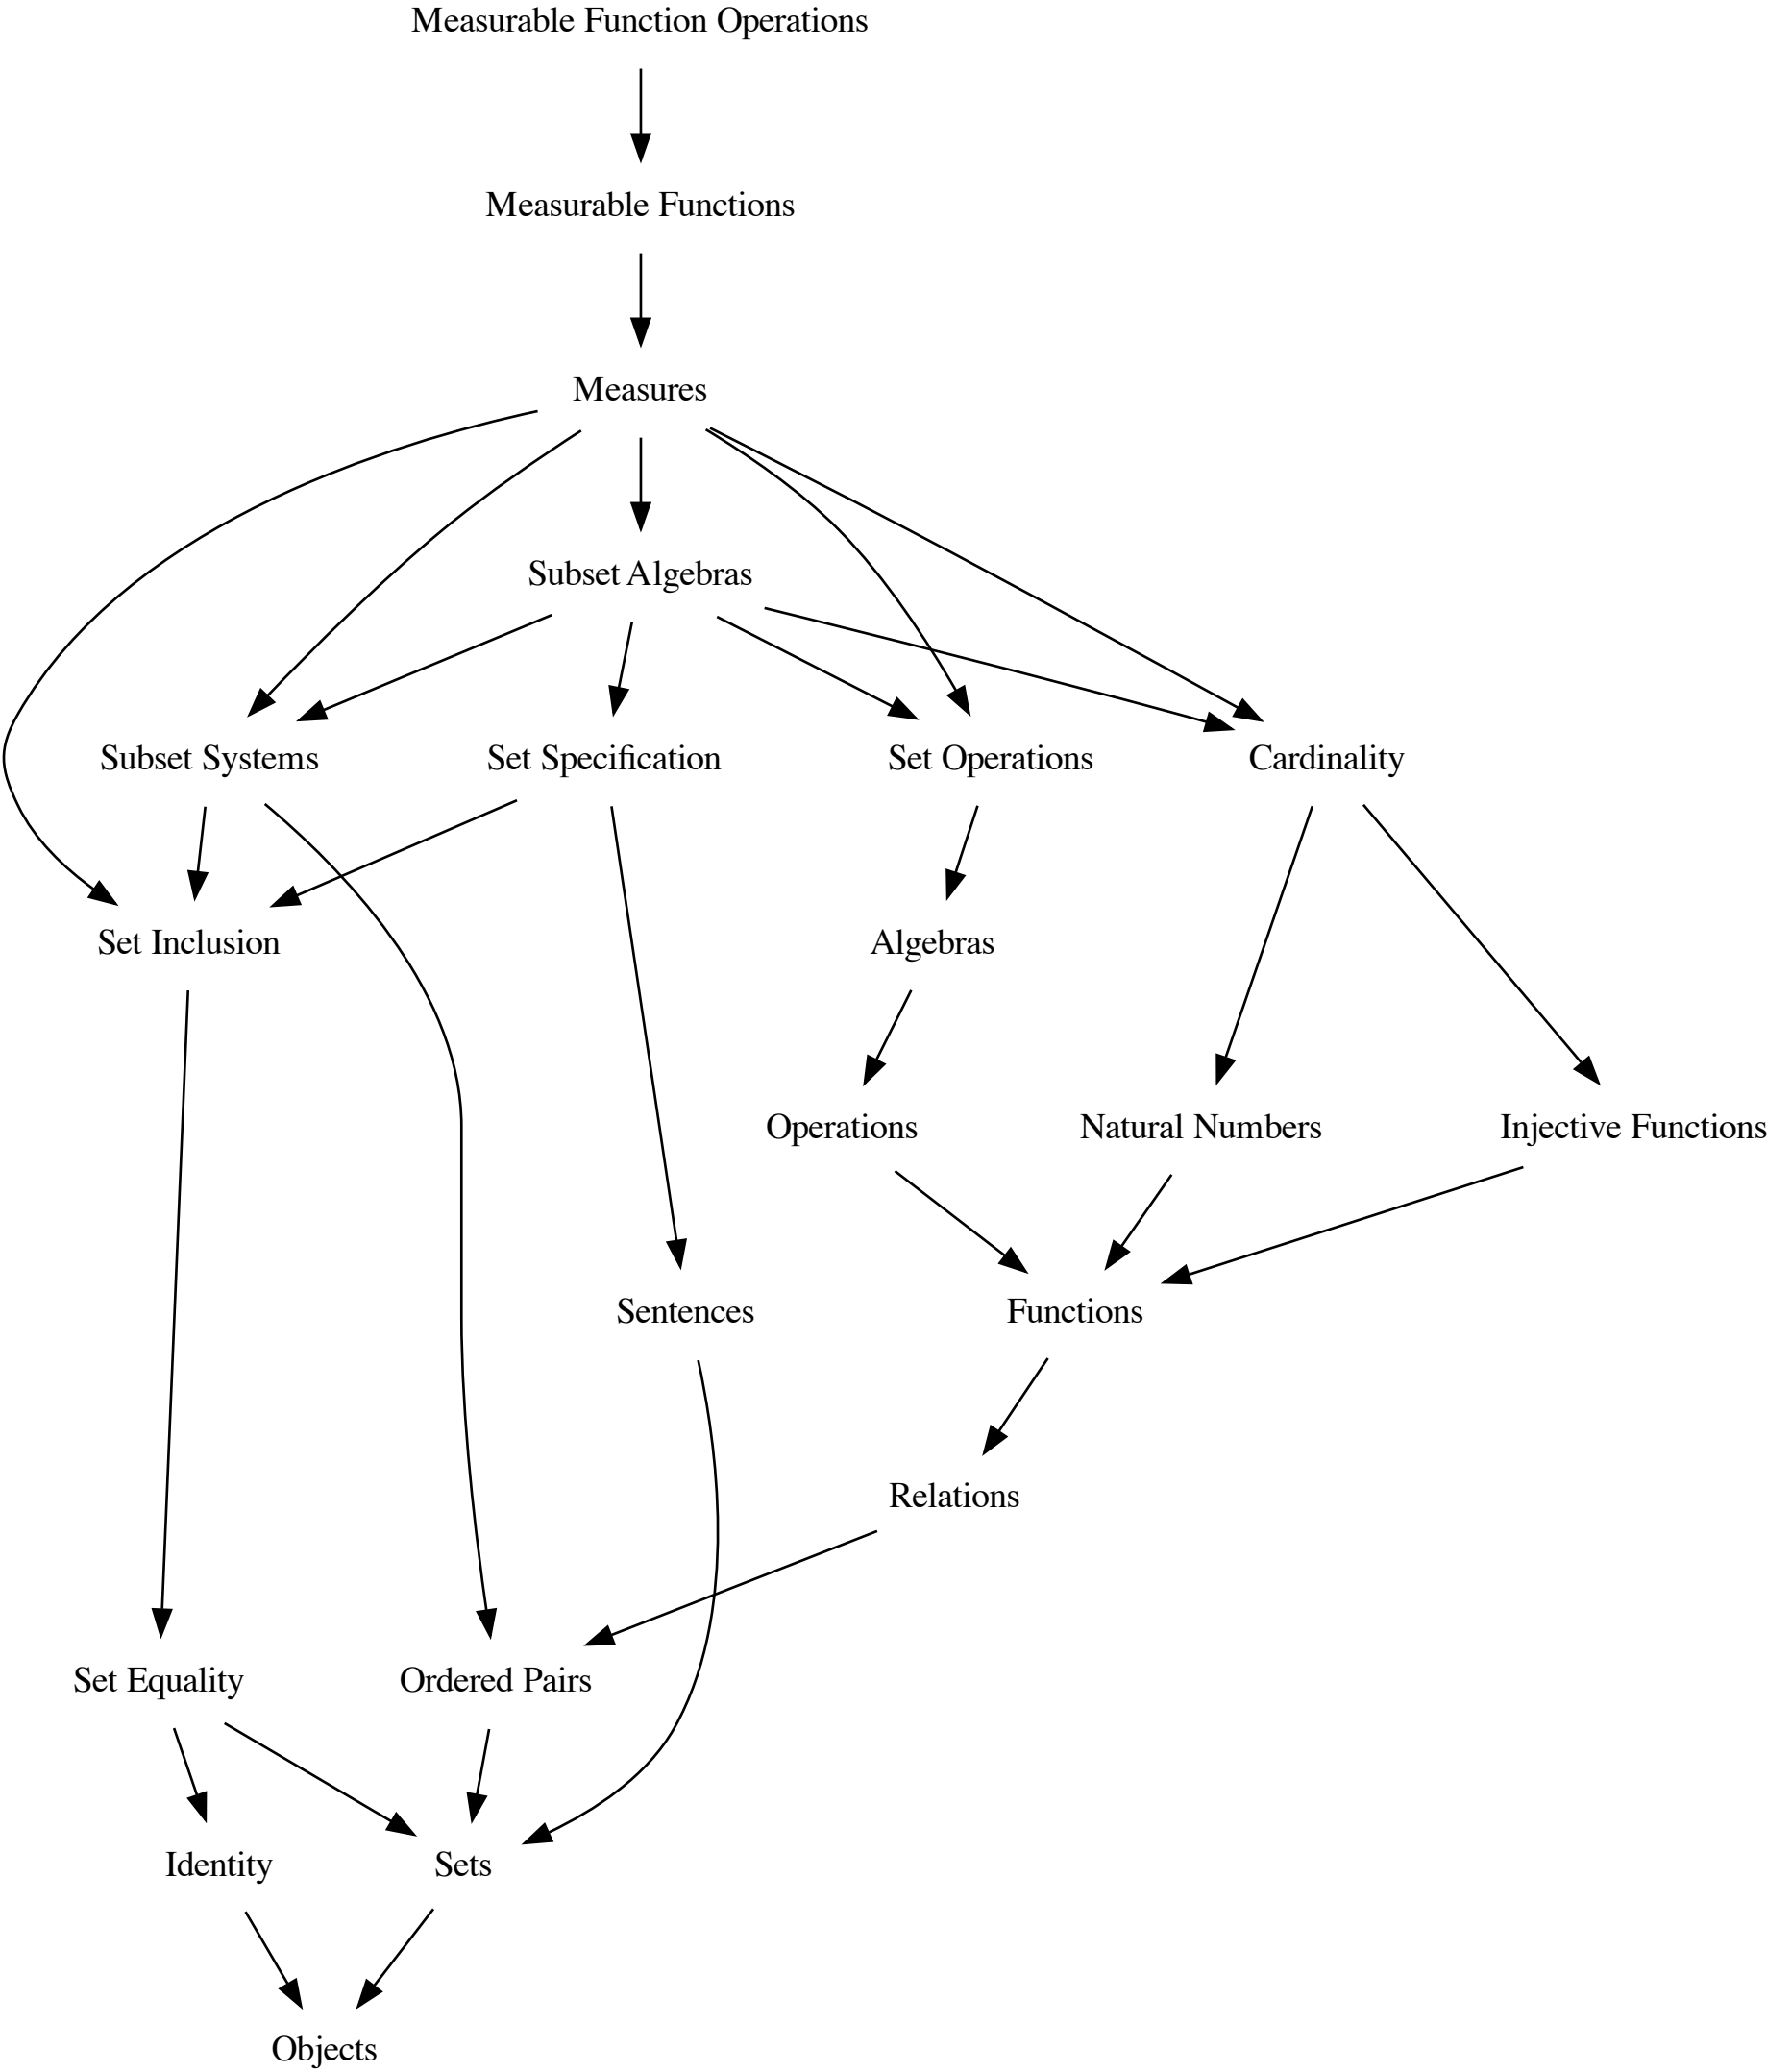 Measurable Function Operations
Measurable Functions
Measures
Subset Algebras
Subset Systems
Set Specification
Set Operations
Cardinality
Set Inclusion
Algebras
Operations
Natural Numbers
Injective Functions
Sentences
Functions
Relations
Set Equality
Ordered Pairs
Identity
Sets
Objects